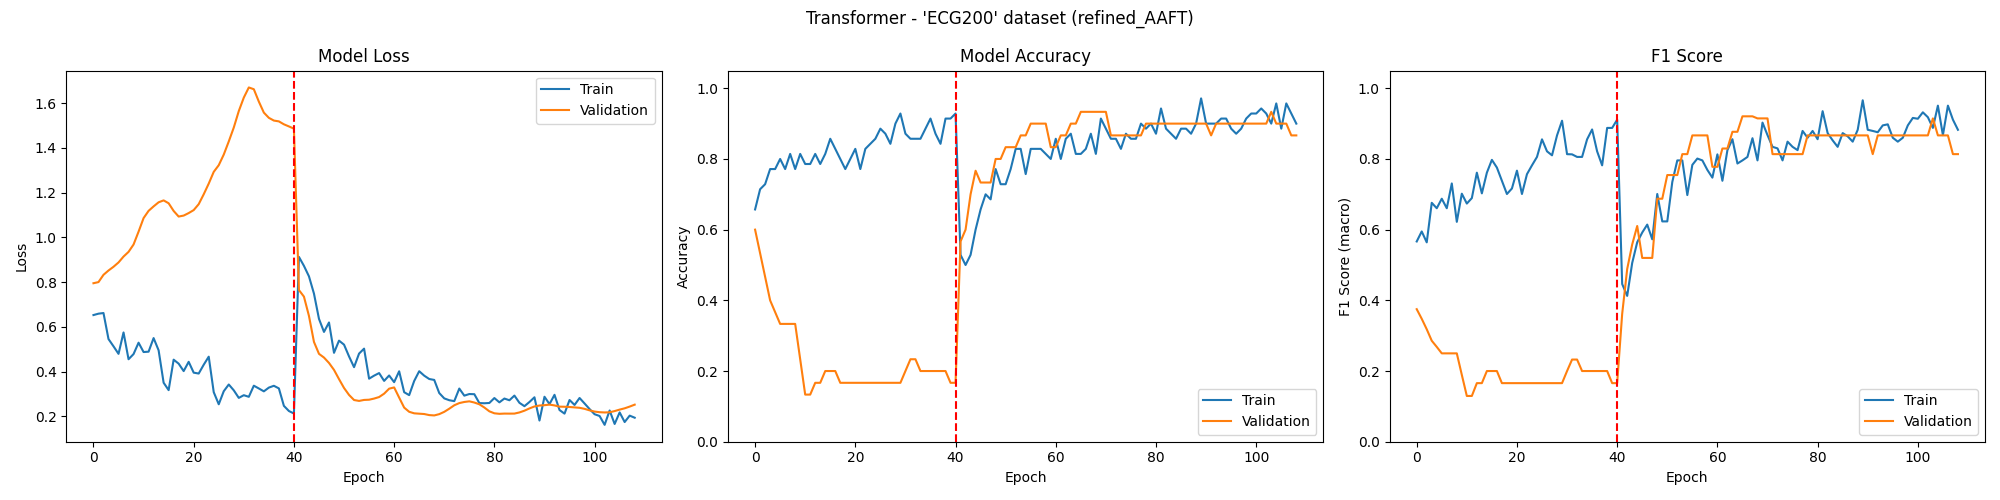 Transformer - 'ECG200' dataset (refined_AAFT)
Model Loss
Loss
1.6
1.4
1.2
1.0
0.8
0.6
0.4
0.2
0 20 40 60 80 100
Epoch
Train
Validation
Model Accuracy
Accuracy
1.0
0.8
0.6
0.4
0.2
0.0
0 20 40 60 80 100
Epoch
Train
Validation
F1 Score
F1 Score (macro)
1.0
0.8
0.6
0.4
0.2
0.0
0 20 40 60 80 100
Epoch
Train
Validation